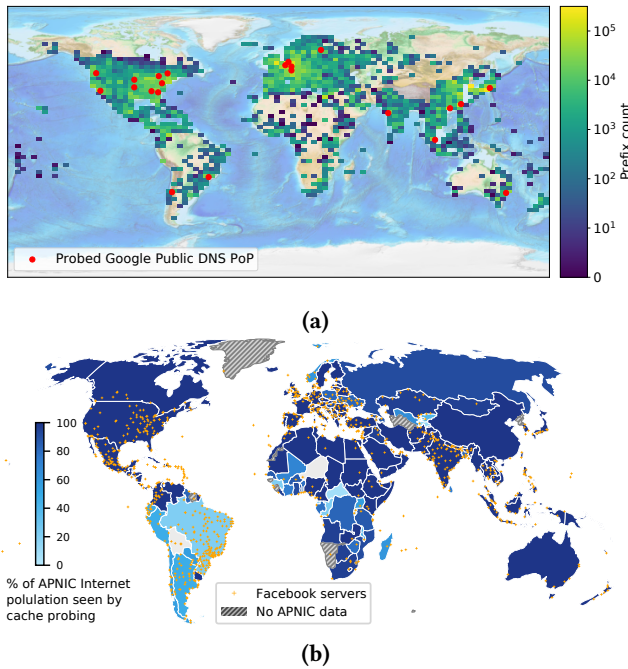 10^5
10^4
10^3
10^2
10^1
0
Prefix count
Probed Google Public DNS PoP
(a)
100
80
60
40
20
0
% of APNIC Internet
polulation seen by
cache probing
Facebook servers
No APNIC data
(b)